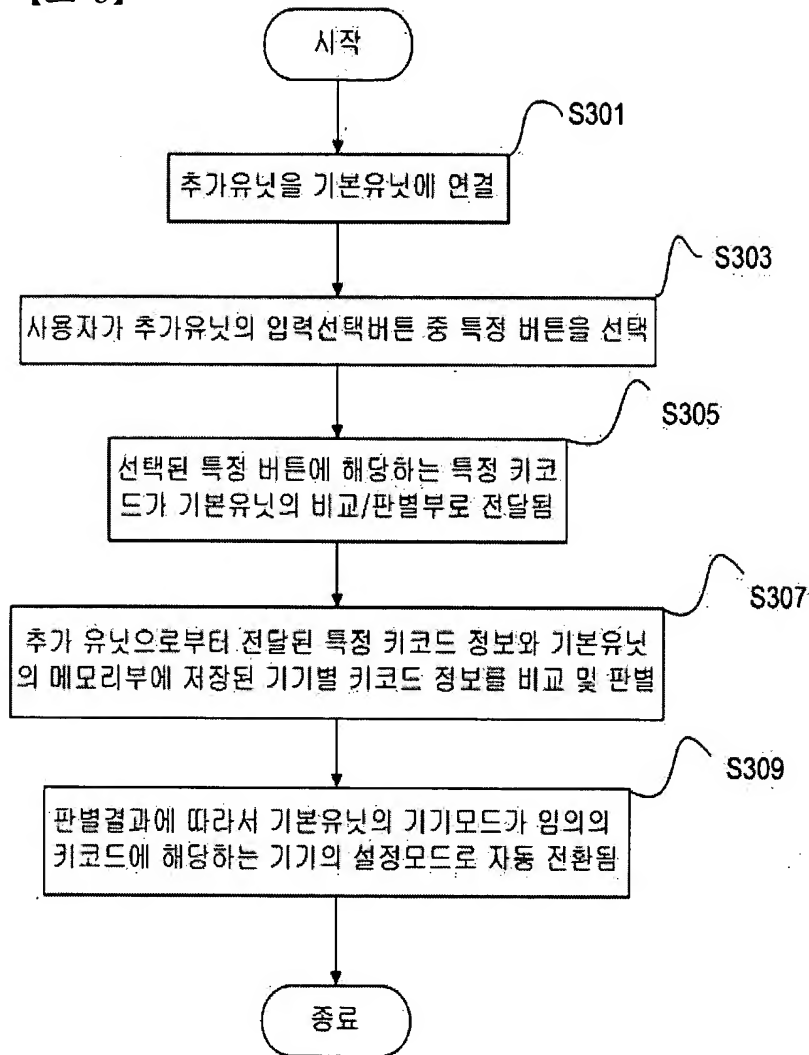 시작
S301
추가유닛을 기본유닛에 연결
S303
사용자가 추가유닛의 입력선택버튼 중 특정 버튼을 선택
S305
선택된 특정 버튼에 해당하는 특정 키코
드가 기본유닛의 비교/판별부로 전달됨
S307
추가 유닛으로부터 전달된 특정 키코드 정보와 기본유닛
의 메모리부에 저장된 기기별 키코드 정보를 비교 및 판별
S309
판별결과에 따라서 기본유닛의 기기모드가 임의의
키코드에 해당하는 기기의 설정모드로 자동 전환됨
종료